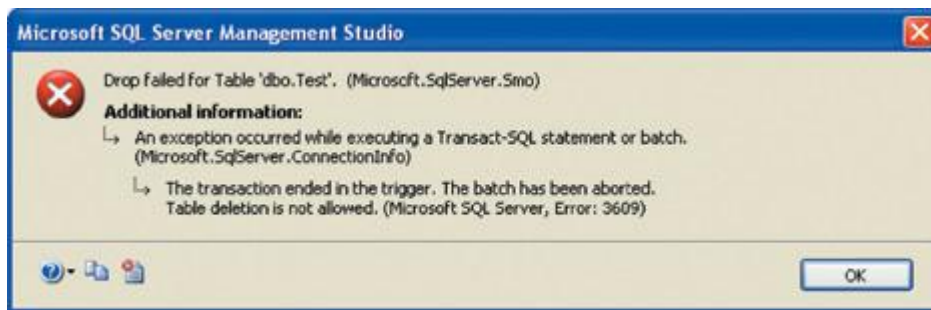 Microsoft SQL Server Management Studio
Drop failed for Table 'dbo.Test'. (Microsoft.SqlServer.Smo)
Additional information:
An exception occurred while executing a Transact-SQL statement or batch.
(Microsoft.SqlServer.ConnectionInfo)
The transaction ended in the trigger. The batch has been aborted.
Table deletion is not allowed. (Microsoft SQL Server, Error: 3609)
OK